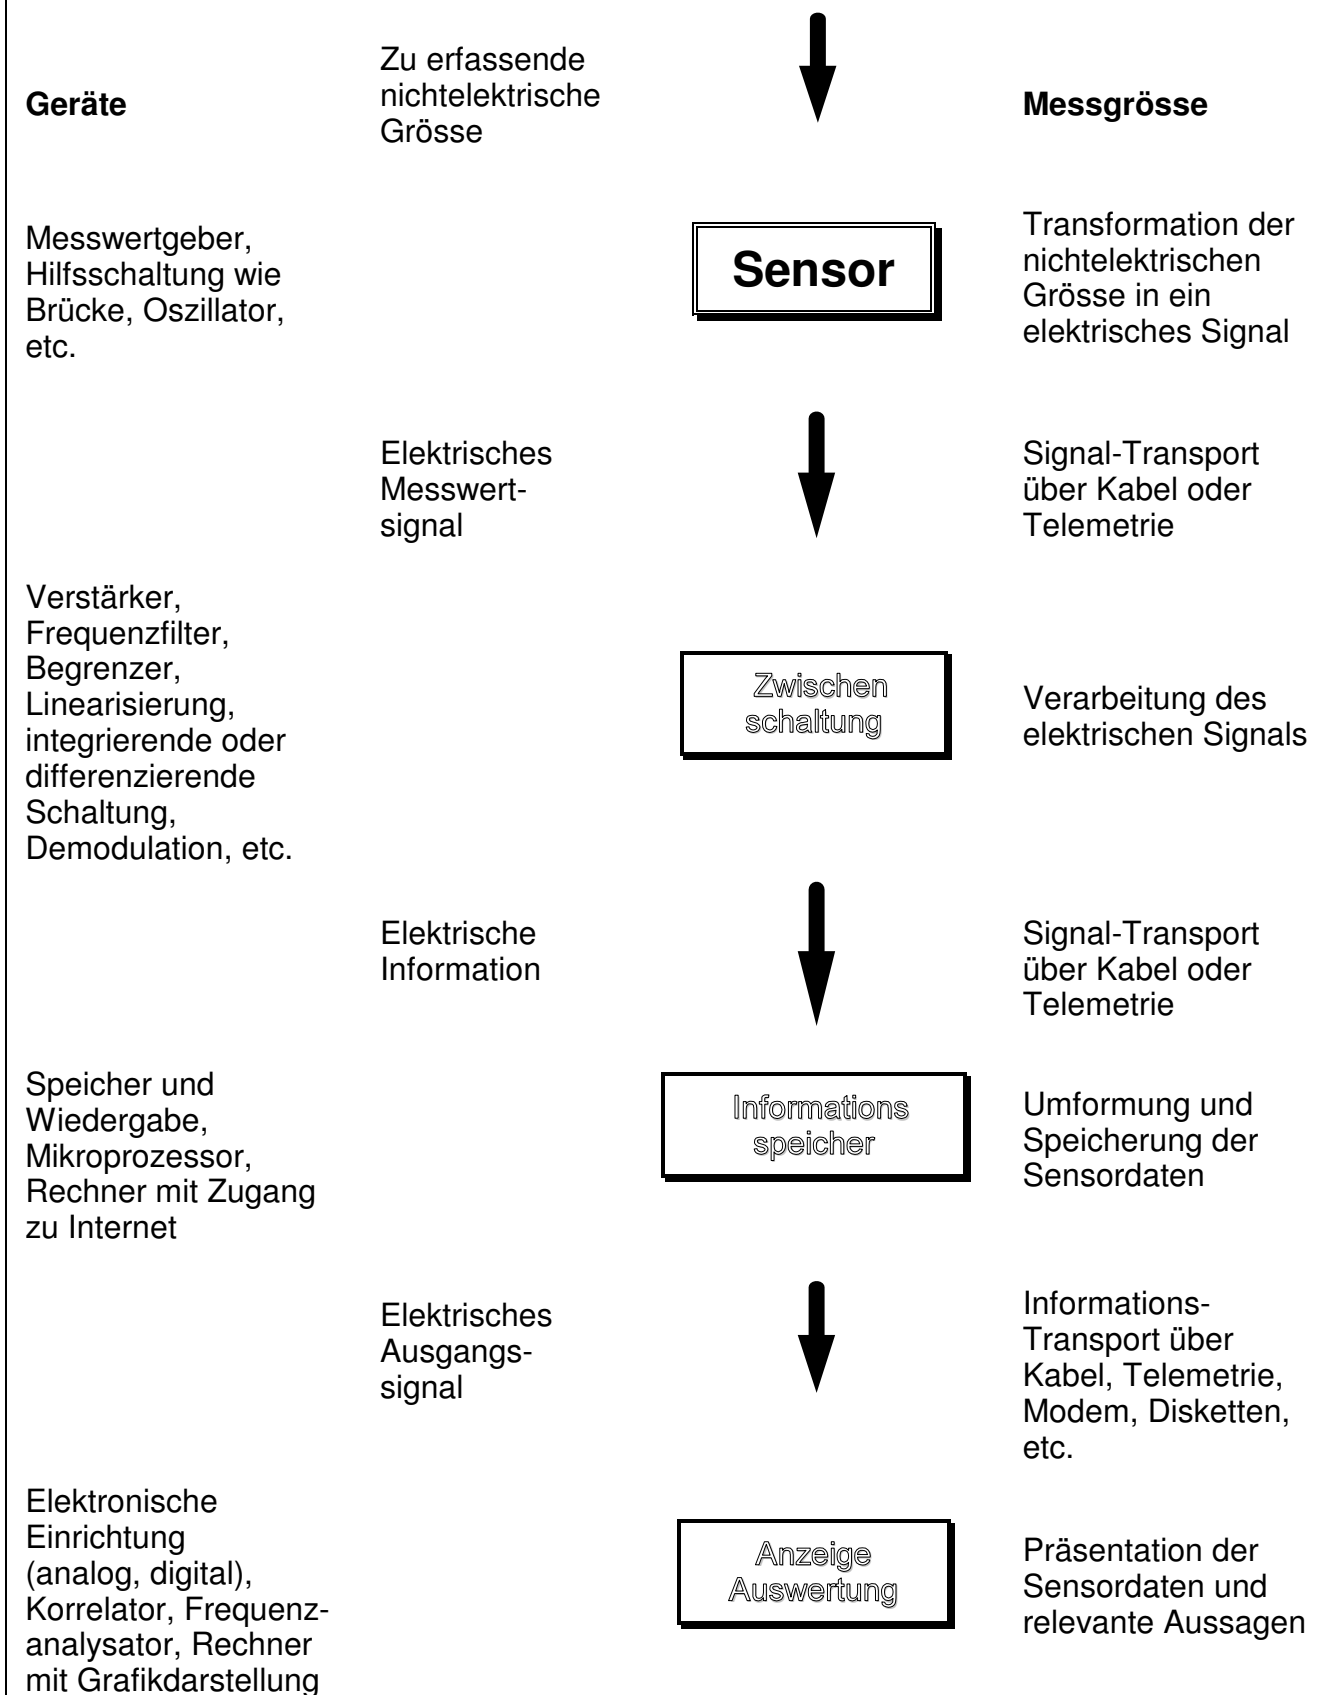 Geräte
Zu erfassende
nichtelektrische
Grösse
Messgrösse
Messwertgeber,
Hilfsschaltung wie
Brücke, Oszillator,
etc.
Sensor
Transformation der
nichtelektrischen
Grösse in ein
elektrisches Signal
Elektrisches
Messwert-
signal
Signal-Transport
über Kabel oder
Telemetrie
Verstärker,
Frequenzfilter,
Begrenzer,
Linearisierung,
integrierende oder
differenzierende
Schaltung,
Demodulation, etc.
Zwischen
schaltung
Verarbeitung des
elektrischen Signals
Elektrische
Information
Signal-Transport
über Kabel oder
Telemetrie
Speicher und
Wiedergabe,
Mikroprozessor,
Rechner mit Zugang
zu Internet
Informations
speicher
Umformung und
Speicherung der
Sensordaten
Elektrisches
Ausgangs-
signal
Informations-
Transport über
Kabel, Telemetrie,
Modem, Disketten,
etc.
Elektronische
Einrichtung
(analog, digital),
Korrelator, Frequenz-
analysator, Rechner
mit Grafikdarstellung
Anzeige
Auswertung
Präsentation der
Sensordaten und
relevante Aussagen